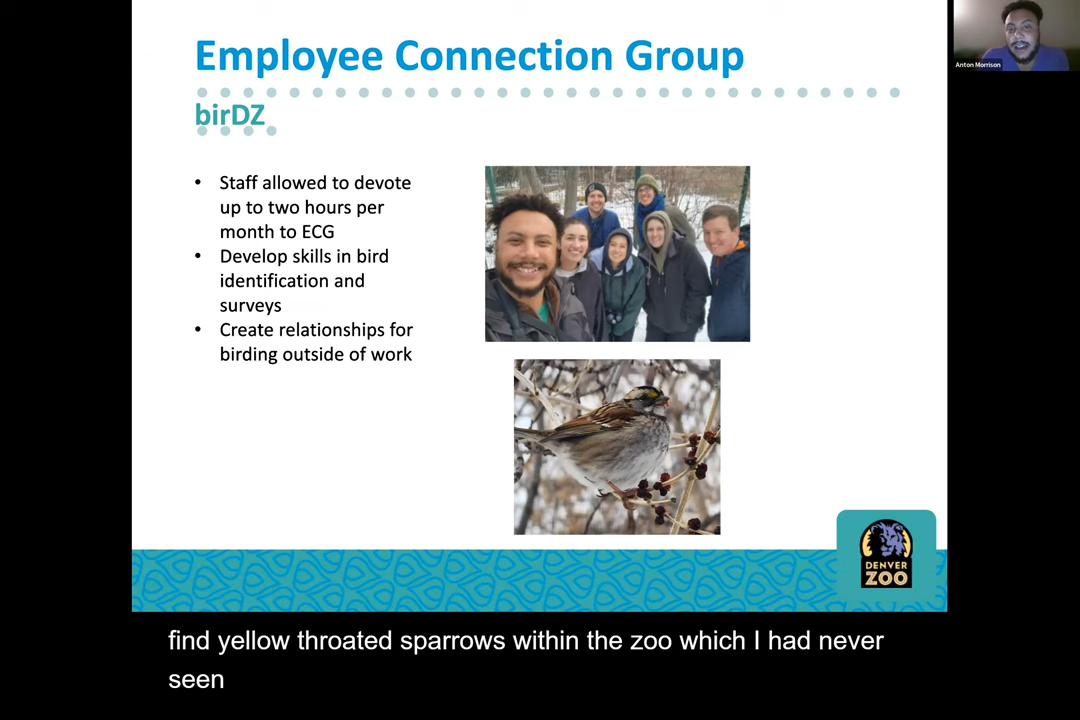 Employee Connection Group
birDZ
• Staff allowed to devote
up to two hours per
month to ECG
• Develop skills in bird
identification and
surveys
• Create relationships for
birding outside of work
Anton Morrison
DENVER
ZOO
find yellow throated sparrows within the zoo which I had never
seen